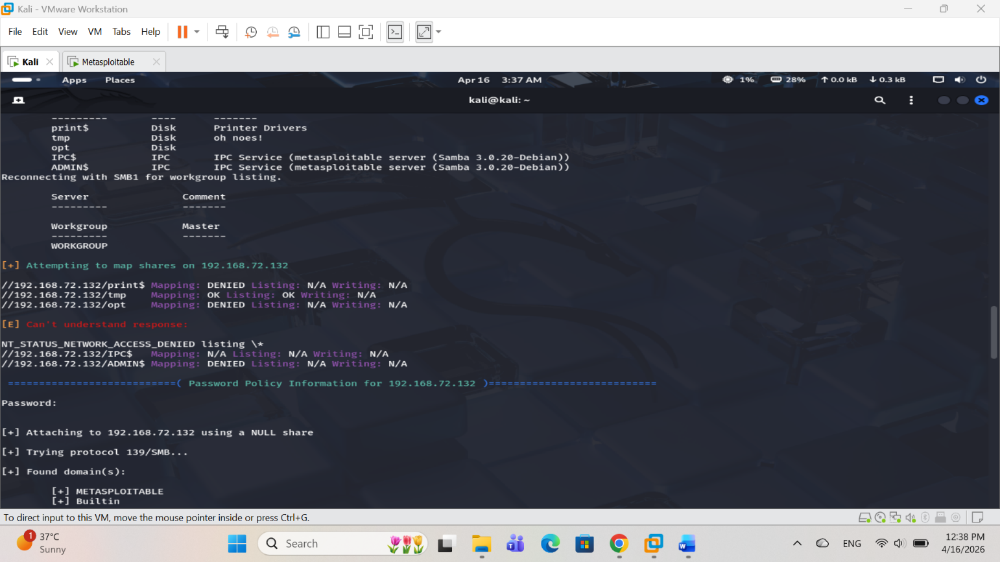 Kali - VMware Workstation
File Edit View VM Tabs Help
Kali Metasploitable
Apps Places Apr 16 3:37 AM 1% 28% ↑ 0.0 kB ↓ 0.3 kB
kali@kali: ~
--------- ---- -------
print$ Disk Printer Drivers
tmp Disk oh noes!
opt Disk
IPC$ IPC IPC Service (metasploitable server (Samba 3.0.20-Debian))
ADMIN$ IPC IPC Service (metasploitable server (Samba 3.0.20-Debian))
Reconnecting with SMB1 for workgroup listing.
Server Comment
--------- -------
Workgroup Master
--------- -------
WORKGROUP
[+] Attempting to map shares on 192.168.72.132
//192.168.72.132/print$ Mapping: DENIED Listing: N/A Writing: N/A
//192.168.72.132/tmp Mapping: OK Listing: OK Writing: N/A
//192.168.72.132/opt Mapping: DENIED Listing: N/A Writing: N/A
[E] Can't understand response:
NT_STATUS_NETWORK_ACCESS_DENIED listing \*
//192.168.72.132/IPC$ Mapping: N/A Listing: N/A Writing: N/A
//192.168.72.132/ADMIN$ Mapping: DENIED Listing: N/A Writing: N/A
===========================( Password Policy Information for 192.168.72.132 )===========================
Password:
[+] Attaching to 192.168.72.132 using a NULL share
[+] Trying protocol 139/SMB...
[+] Found domain(s):
[+] METASPLOITABLE
[+] Builtin
To direct input to this VM, move the mouse pointer inside or press Ctrl+G.
1 37°C
Sunny
Search
ENG
12:38 PM
4/16/2026